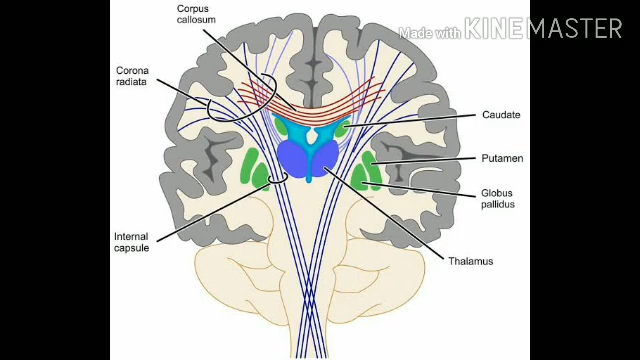 Corpus
callosum
Made with KINEMASTER
Corona
radiata
Caudate
Putamen
Globus
pallidus
Internal
capsule
Thalamus